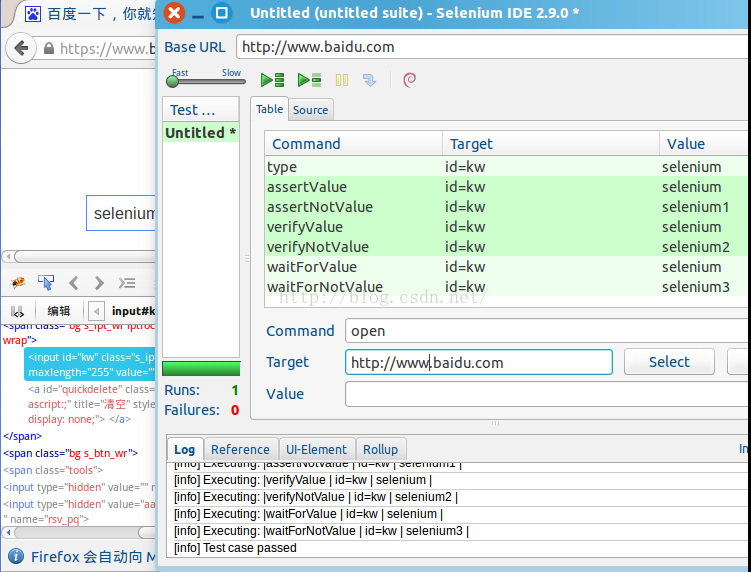 百度一下，你就
Untitled (untitled suite) - Selenium IDE 2.9.0 *
https://www.b
Base URL http://www.baidu.com
Fast Slow
Test ...
Untitled *
Table Source
Command Target Value
type id=kw selenium
assertValue id=kw selenium
assertNotValue id=kw selenium1
verifyValue id=kw selenium
verifyNotValue id=kw selenium2
waitForValue id=kw selenium
waitForNotValue id=kw selenium3
http://blog.csdn.net/
selenium
编辑 input#k
<span class="bg s_ipt_wr iptfoc
wrap">
<input id="kw" class="s_ip
maxlength="255" value=""
<a id="quickdelete" class=
ascript:;" title="清空" style
display: none;"> </a>
</span>
<span class="bg s_btn_wr">
<span class="tools">
<input type="hidden" value="" n
<input type="hidden" value="aa
" name="rsv_pq">
Firefox 会自动向 M
Command open
Target http://www.baidu.com Select
Value
Runs: 1
Failures: 0
Log Reference UI-Element Rollup In
[info] Executing: |assertNotValue | id=kw | selenium1 |
[info] Executing: |verifyValue | id=kw | selenium |
[info] Executing: |verifyNotValue | id=kw | selenium2 |
[info] Executing: |waitForValue | id=kw | selenium |
[info] Executing: |waitForNotValue | id=kw | selenium3 |
[info] Test case passed